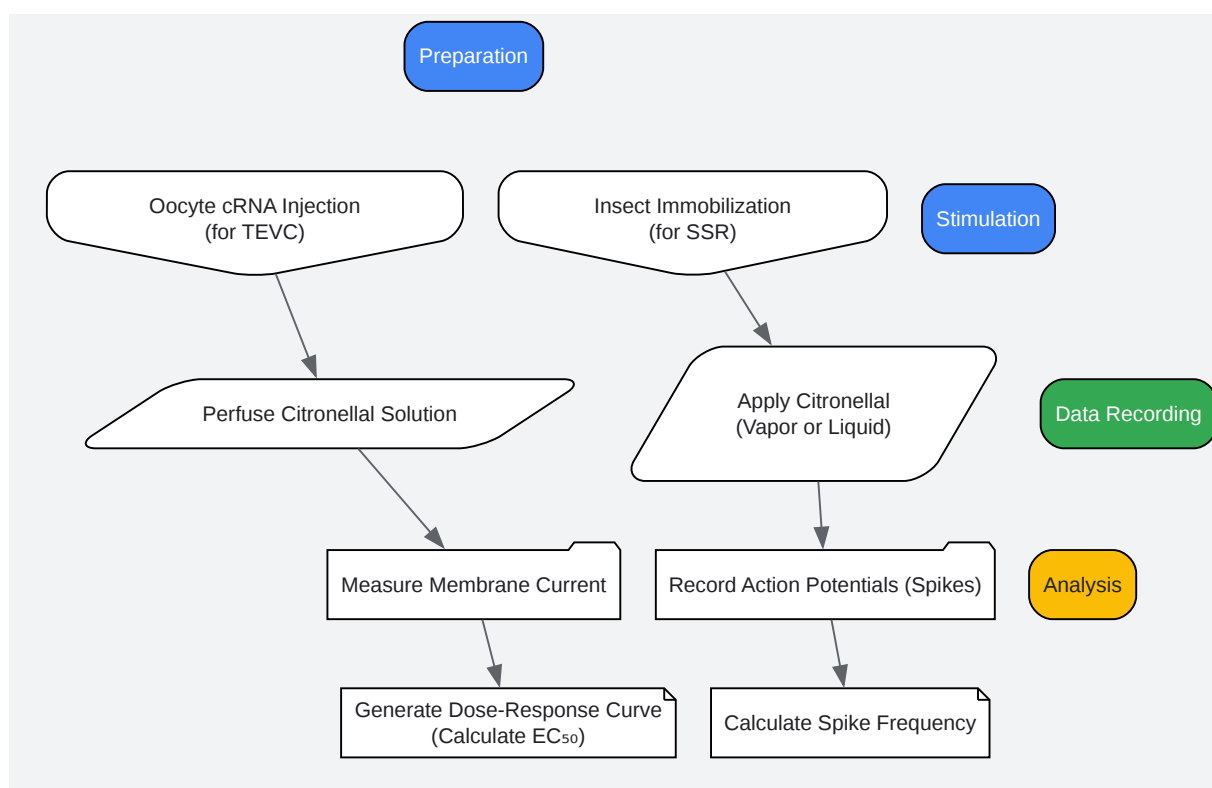 Preparation
Oocyte cRNA Injection
(for TEVC)
Insect Immobilization
(for SSR)
Stimulation
Perfuse Citronellal Solution
Apply Citronellal
(Vapor or Liquid)
Data Recording
Measure Membrane Current
Record Action Potentials (Spikes)
Analysis
Generate Dose-Response Curve
(Calculate EC₅₀)
Calculate Spike Frequency